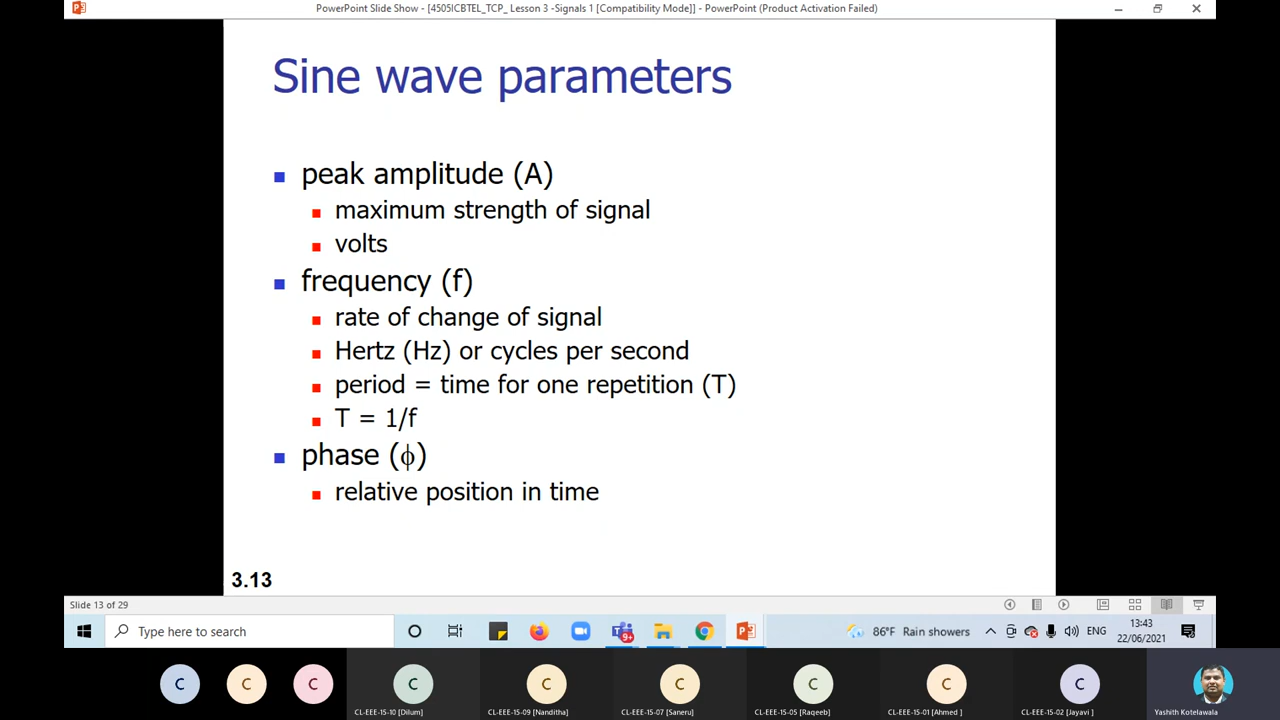 PowerPoint Slide Show - [4505ICBTEL_TCP_ Lesson 3 -Signals 1 [Compatibility Mode]] - PowerPoint (Product Activation Failed)
Sine wave parameters
peak amplitude (A)
maximum strength of signal
volts
frequency (f)
rate of change of signal
Hertz (Hz) or cycles per second
period = time for one repetition (T)
T = 1/f
phase (ϕ)
relative position in time
3.13
Slide 13 of 29
Type here to search
9+
86°F Rain showers
ENG
13:43
22/06/2021
C C C C C C C C C
CL-EEE-15-10 [Dilum] CL-EEE-15-09 [Nanditha] CL-EEE-15-07 [Saneru] CL-EEE-15-05 [Raqeeb] CL-EEE-15-01 [Ahmed ] CL-EEE-15-02 [Jayavi ] Yashith Kotelawala